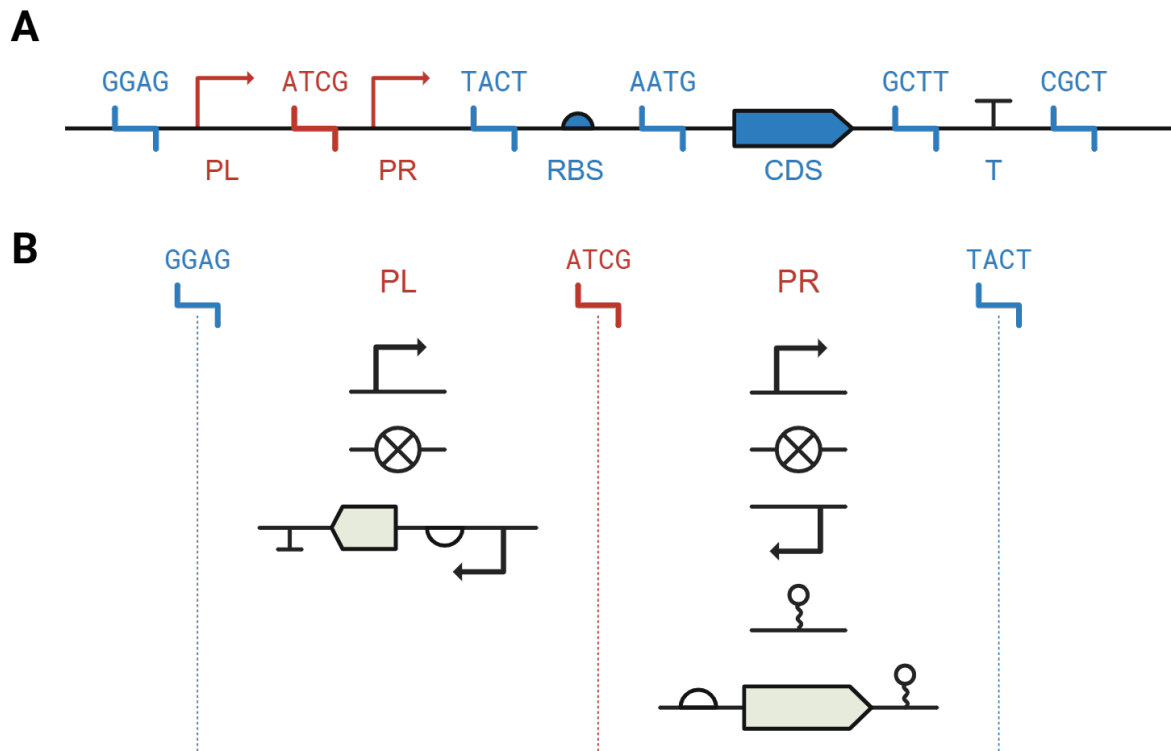 A
GGAG ATCG TACT AATG GCTT CGCT
PL PR RBS CDS T
B
GGAG PL ATCG PR TACT